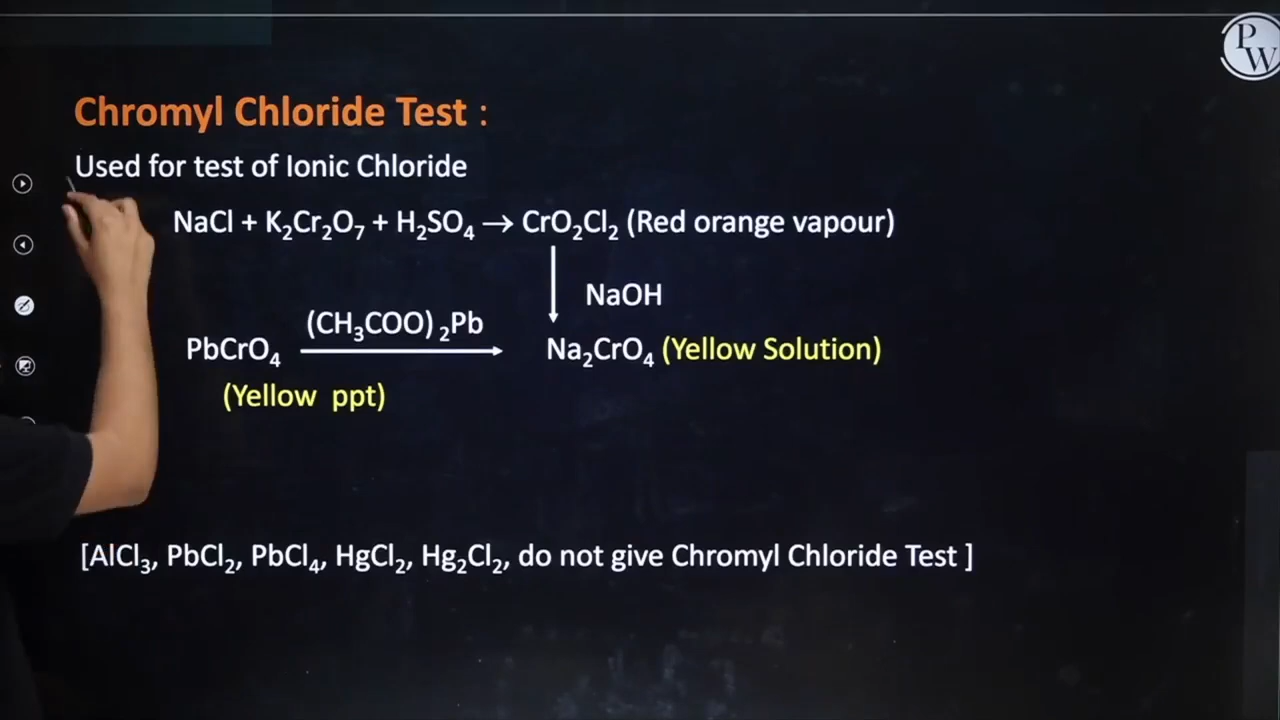 PW
Chromyl Chloride Test :
Used for test of Ionic Chloride
NaCl + K₂Cr₂O₇ + H₂SO₄ → CrO₂Cl₂ (Red orange vapour)
NaOH
(CH₃COO) ₂Pb
PbCrO₄ → Na₂CrO₄ (Yellow Solution)
(Yellow ppt)
[AlCl₃, PbCl₂, PbCl₄, HgCl₂, Hg₂Cl₂, do not give Chromyl Chloride Test ]